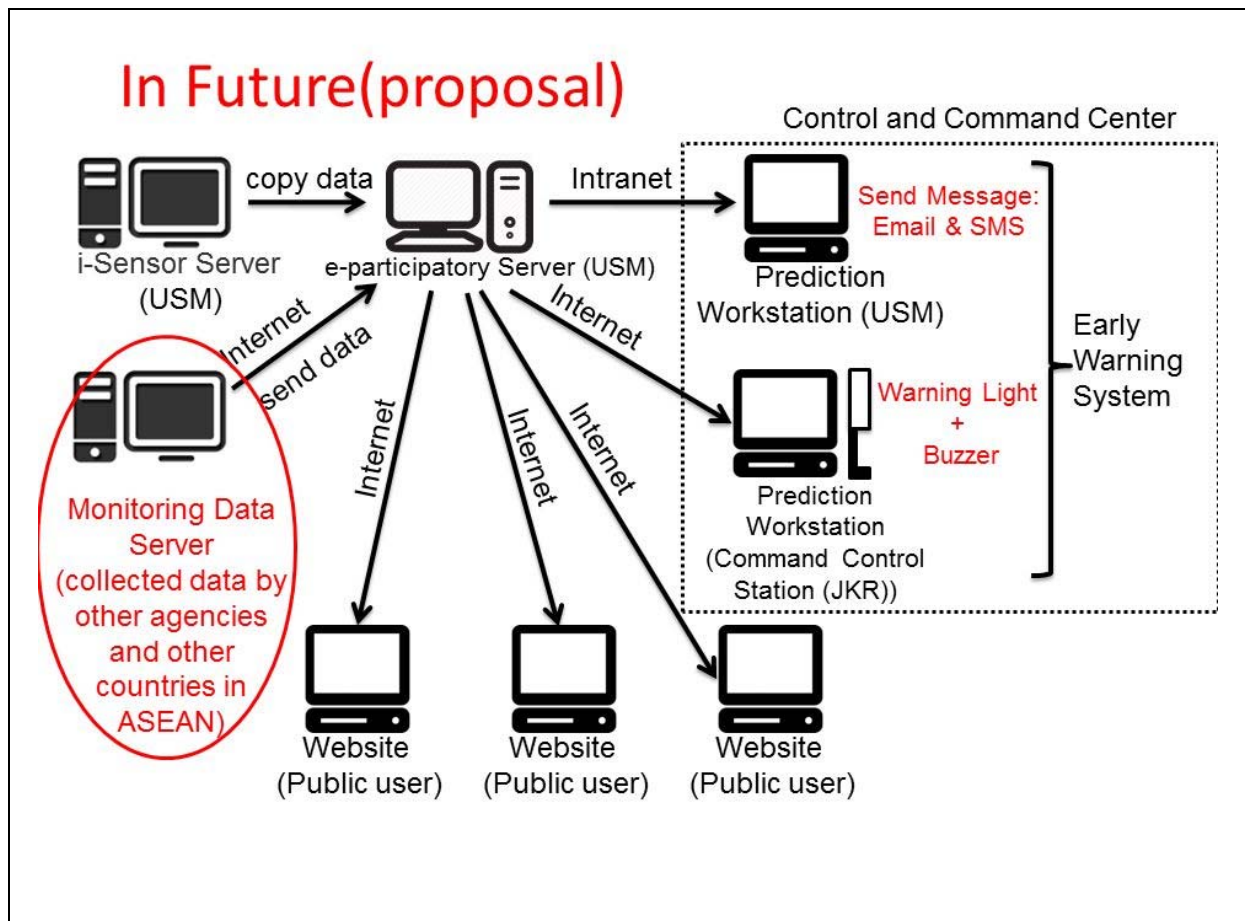 In Future(proposal)
Control and Command Center
copy data
Intranet
Send Message:
Email & SMS
i-Sensor Server
(USM)
e-participatory Server (USM)
Prediction
Workstation (USM)
Internet
send data
Internet
Internet
Internet
Internet
Early
Warning
System
Warning Light
+
Buzzer
Prediction
Workstation
(Command Control
Station (JKR))
Monitoring Data
Server
(collected data by
other agencies
and other
countries in
ASEAN)
Website
(Public user)
Website
(Public user)
Website
(Public user)